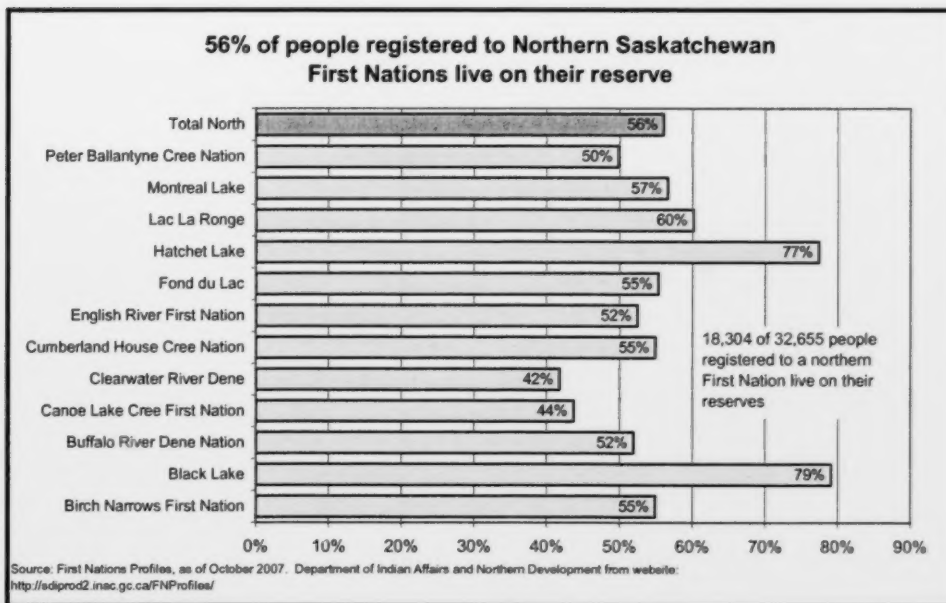 56% of people registered to Northern Saskatchewan
First Nations live on their reserve
Total North 56%
Peter Ballantyne Cree Nation 50%
Montreal Lake 57%
Lac La Ronge 60%
Hatchet Lake 77%
Fond du Lac 55%
English River First Nation 52%
Cumberland House Cree Nation 55%
Clearwater River Dene 42%
Canoe Lake Cree First Nation 44%
Buffalo River Dene Nation 52%
Black Lake 79%
Birch Narrows First Nation 55%
18,304 of 32,655 people
registered to a northern
First Nation live on their
reserves
0% 10% 20% 30% 40% 50% 60% 70% 80% 90%
Source: First Nations Profiles, as of October 2007. Department of Indian Affairs and Northern Development from website:
http://sdiprod2.inac.gc.ca/FNProfiles/